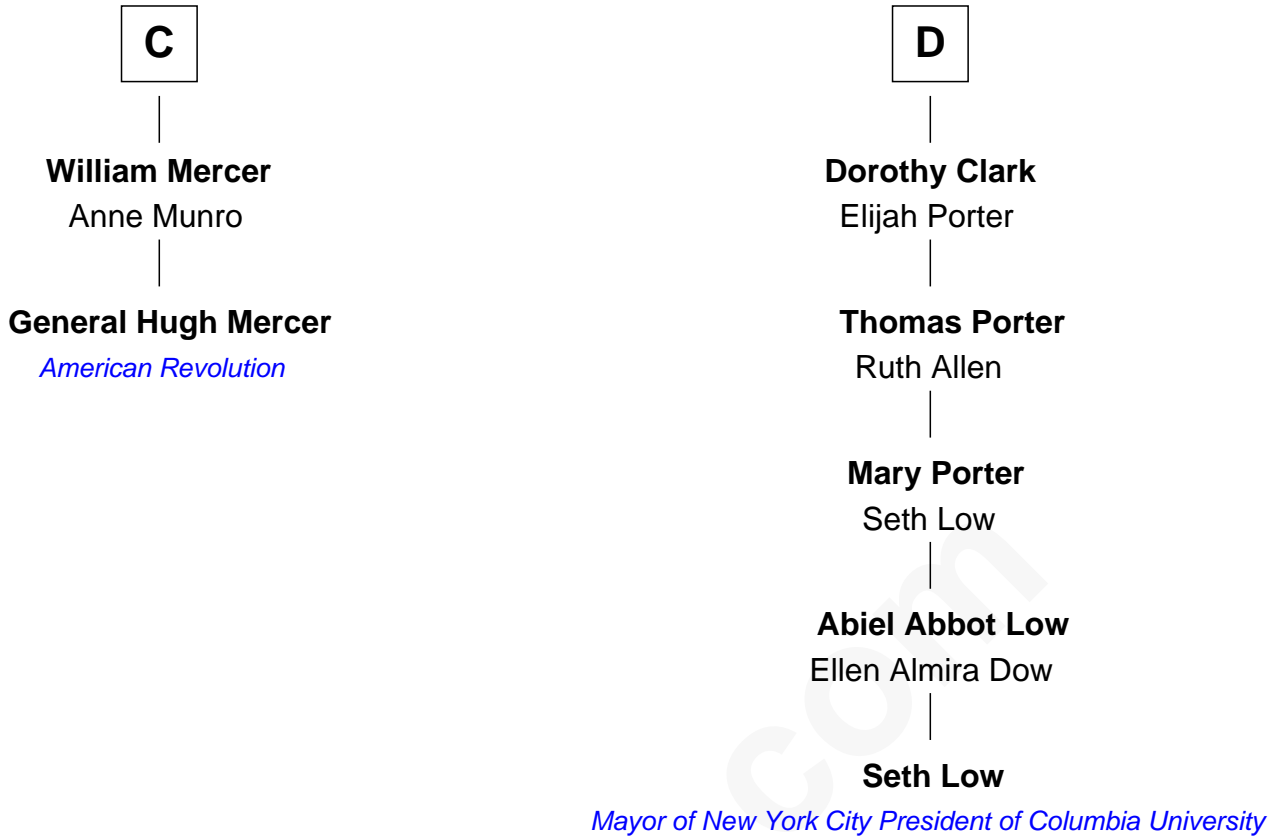 C
William Mercer
Anne Munro
General Hugh Mercer
American Revolution
D
Dorothy Clark
Elijah Porter
Thomas Porter
Ruth Allen
Mary Porter
Seth Low
Abiel Abbot Low
Ellen Almira Dow
Seth Low
Mayor of New York City President of Columbia University
com